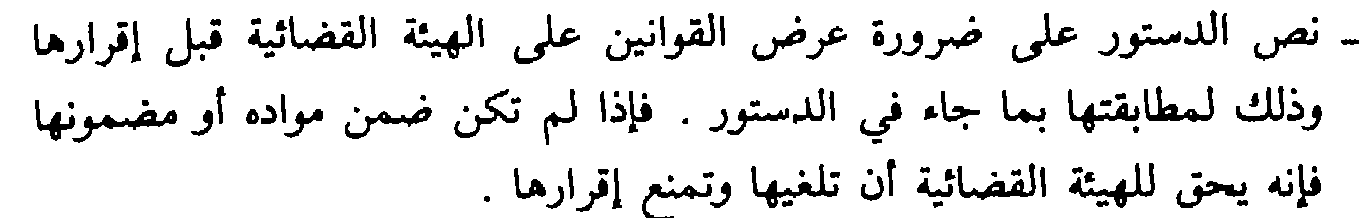 ـ نص الدستور على ضرورة عرض القوانين على الهيئة القضائية قبل إقرارها
وذلك لمطابقتها بما جاء في الدستور . فإذا لم تكن ضمن مواده أو مضمونها
فإنه يحق للهيئة القضائية أن تلغيها وتمنع إقرارها .